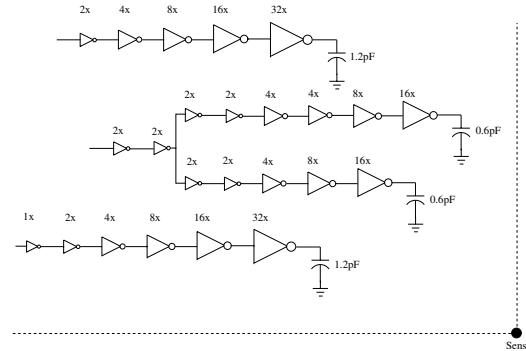 2x 4x 8x 16x 32x
1.2pF
2x 2x 4x 4x 8x 16x
2x 2x
0.6pF
2x 2x 4x 8x 16x
0.6pF
1x 2x 4x 8x 16x 32x
1.2pF
Sens